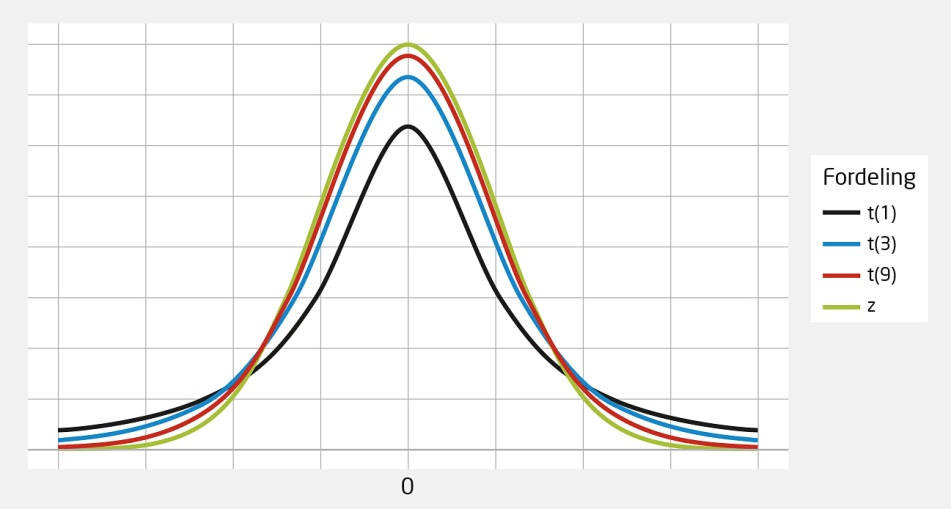 Fordeling
t(1)
t(3)
t(9)
z
0